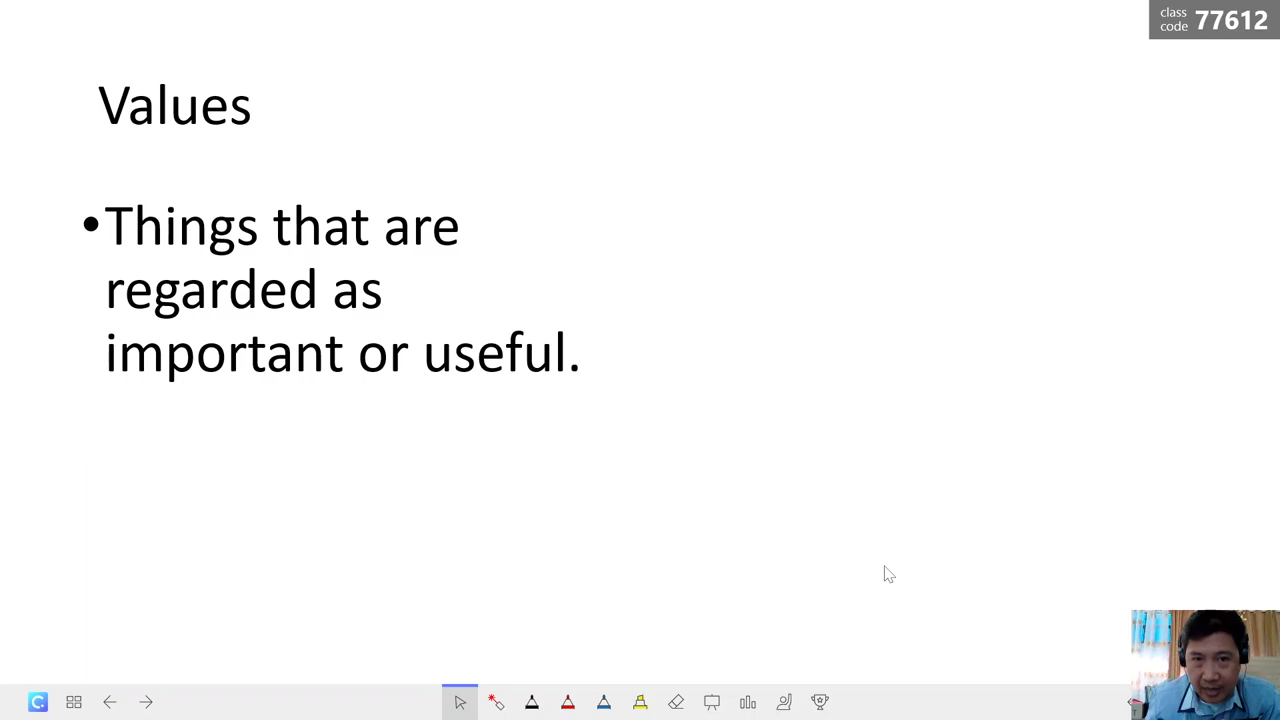 class
code 77612
Values
•Things that are
regarded as
important or useful.